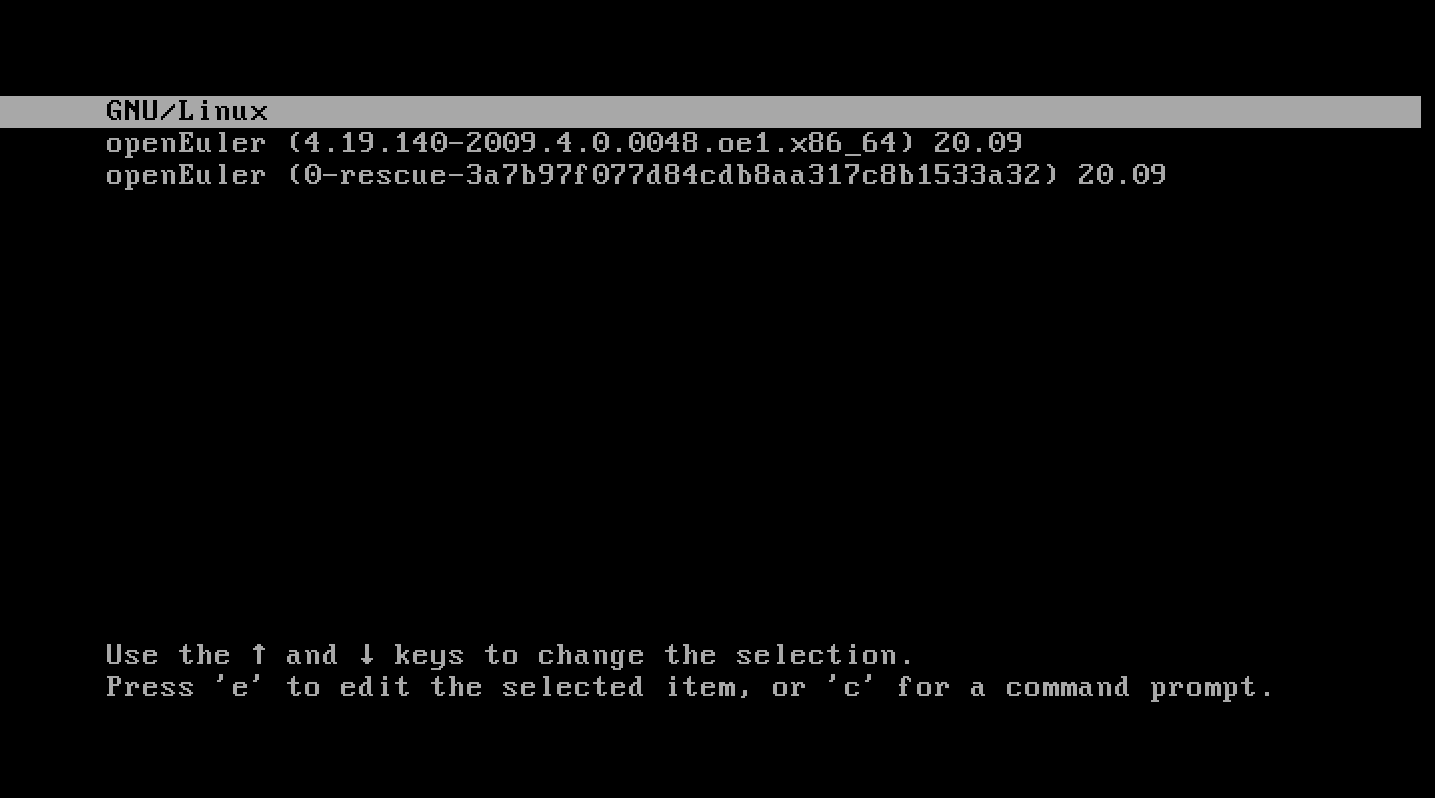 GNU/Linux
openEuler (4.19.140-2009.4.0.0048.oe1.x86_64) 20.09
openEuler (0-rescue-3a7b97f077d84cdb8aa317c8b1533a32) 20.09
Use the ↑ and ↓ keys to change the selection.
Press 'e' to edit the selected item, or 'c' for a command prompt.